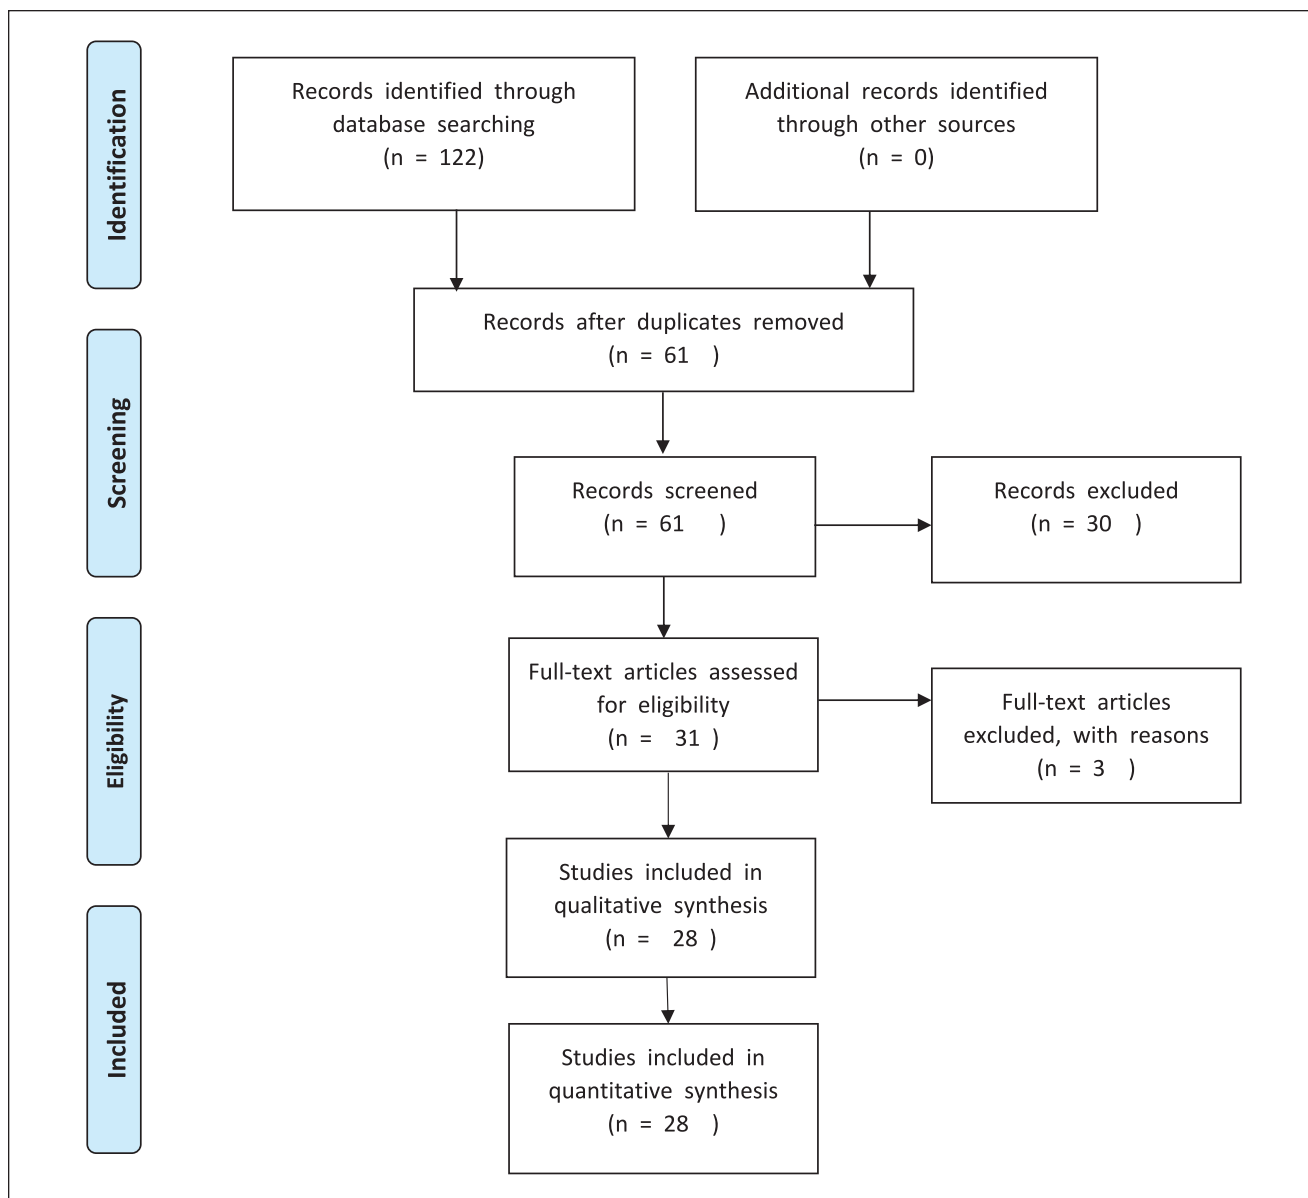 Identification
Records identified through
database searching
(n = 122)
Additional records identified
through other sources
(n = 0)
Records after duplicates removed
(n = 61 )
Screening
Records screened
(n = 61 )
Records excluded
(n = 30 )
Eligibility
Full-text articles assessed
for eligibility
(n = 31 )
Full-text articles
excluded, with reasons
(n = 3 )
Studies included in
qualitative synthesis
(n = 28 )
Included
Studies included in
quantitative synthesis
(n = 28 )